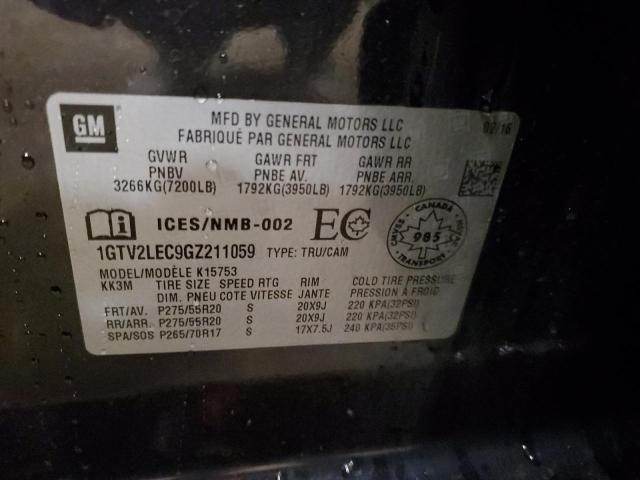 GM
MFD BY GENERAL MOTORS LLC
02/16
FABRIQUÉ PAR GENERAL MOTORS LLC
GVWR GAWR FRT GAWR RR
PNBV PNBE AV. PNBE ARR.
3266KG(7200LB) 1792KG(3950LB) 1792KG(3950LB)
i ICES/NMB-002 EC
CANADA
CMVSS NSVAC
985
TRANSPORT
1GTV2LEC9GZ211059 TYPE: TRU/CAM
MODEL/MODÈLE K15753
KK3M TIRE SIZE SPEED RTG RIM COLD TIRE PRESSURE
DIM. PNEU COTE VITESSE JANTE PRESSION À FROID
FRT/AV. P275/55R20 S 20X9J 220 KPA(32PSI)
RR/ARR. P275/55R20 S 20X9J 220 KPA(32PSI)
SPA/SOS P265/70R17 S 17X7.5J 240 KPA(35PSI)